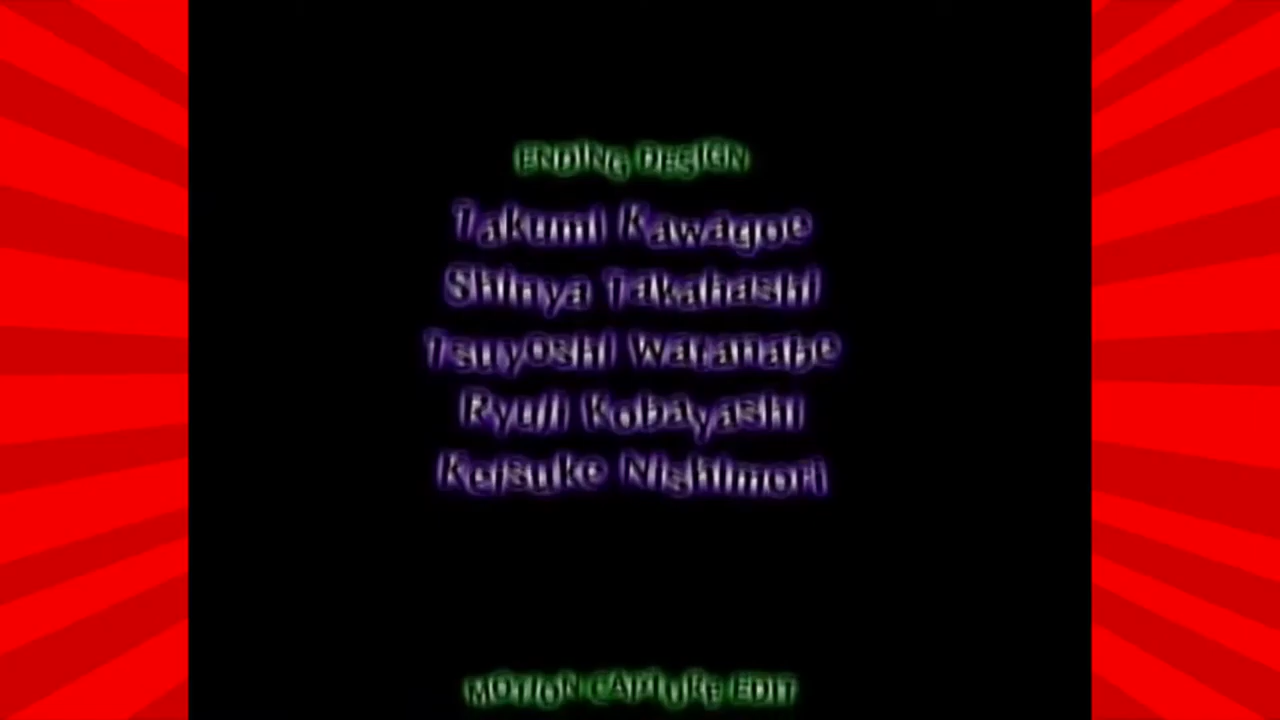 ENDING DESIGN
Takumi Kawagoe
Shinya Takahashi
Tsuyoshi Watanabe
Ryuji Kobayashi
Keisuke Nishimori
MOTION CAPTURE EDIT